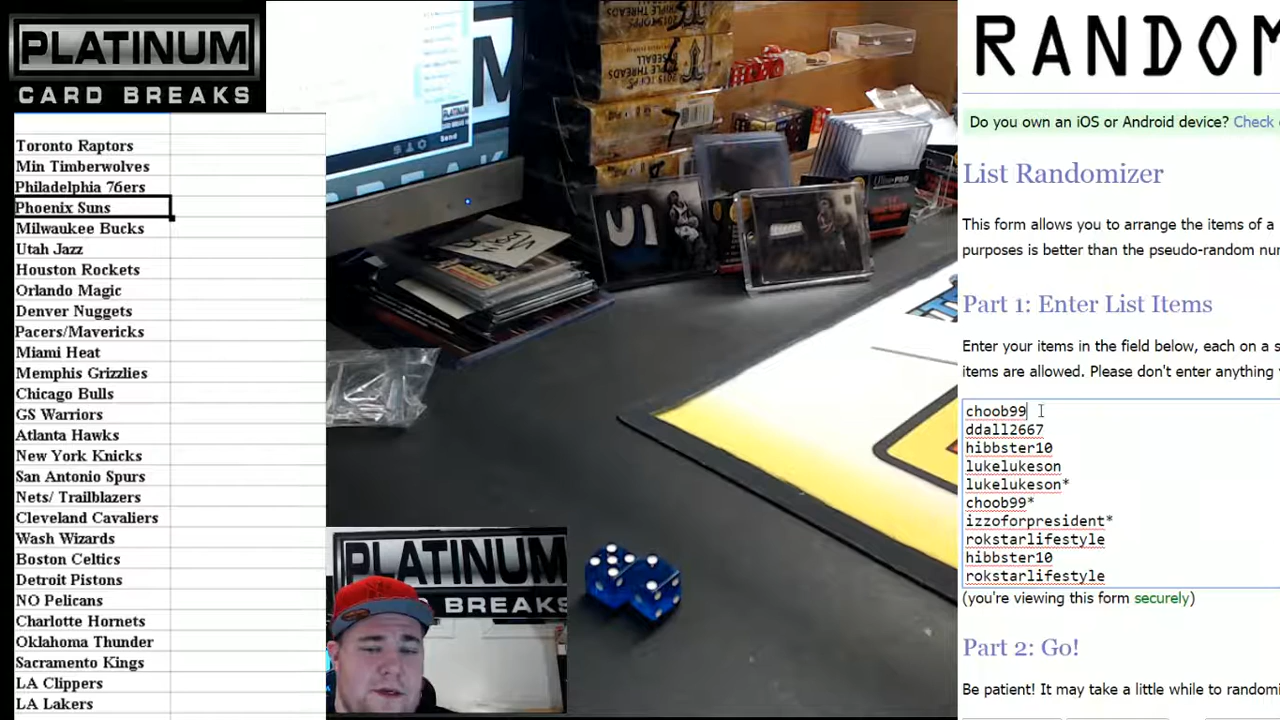 PLATINUM
CARD BREAKS
Toronto Raptors
Min Timberwolves
Philadelphia 76ers
Phoenix Suns
Milwaukee Bucks
Utah Jazz
Houston Rockets
Orlando Magic
Denver Nuggets
Pacers/Mavericks
Miami Heat
Memphis Grizzlies
Chicago Bulls
GS Warriors
Atlanta Hawks
New York Knicks
San Antonio Spurs
Nets/ Trailblazers
Cleveland Cavaliers
Wash Wizards
Boston Celtics
Detroit Pistons
NO Pelicans
Charlotte Hornets
Oklahoma Thunder
Sacramento Kings
LA Clippers
LA Lakers
TRIPLE THREADS
PLATINUM
PLATINUM
BREAKS
RANDOM
Do you own an iOS or Android device? Check
List Randomizer
This form allows you to arrange the items of a
purposes is better than the pseudo-random nu
Part 1: Enter List Items
Enter your items in the field below, each on a s
items are allowed. Please don't enter anything
choob99
ddall2667
hibbster10
lukelukeson
lukelukeson*
choob99*
izzoforpresident*
rokstarlifestyle
hibbster10
rokstarlifestyle
(you're viewing this form securely)
Part 2: Go!
Be patient! It may take a little while to randomi